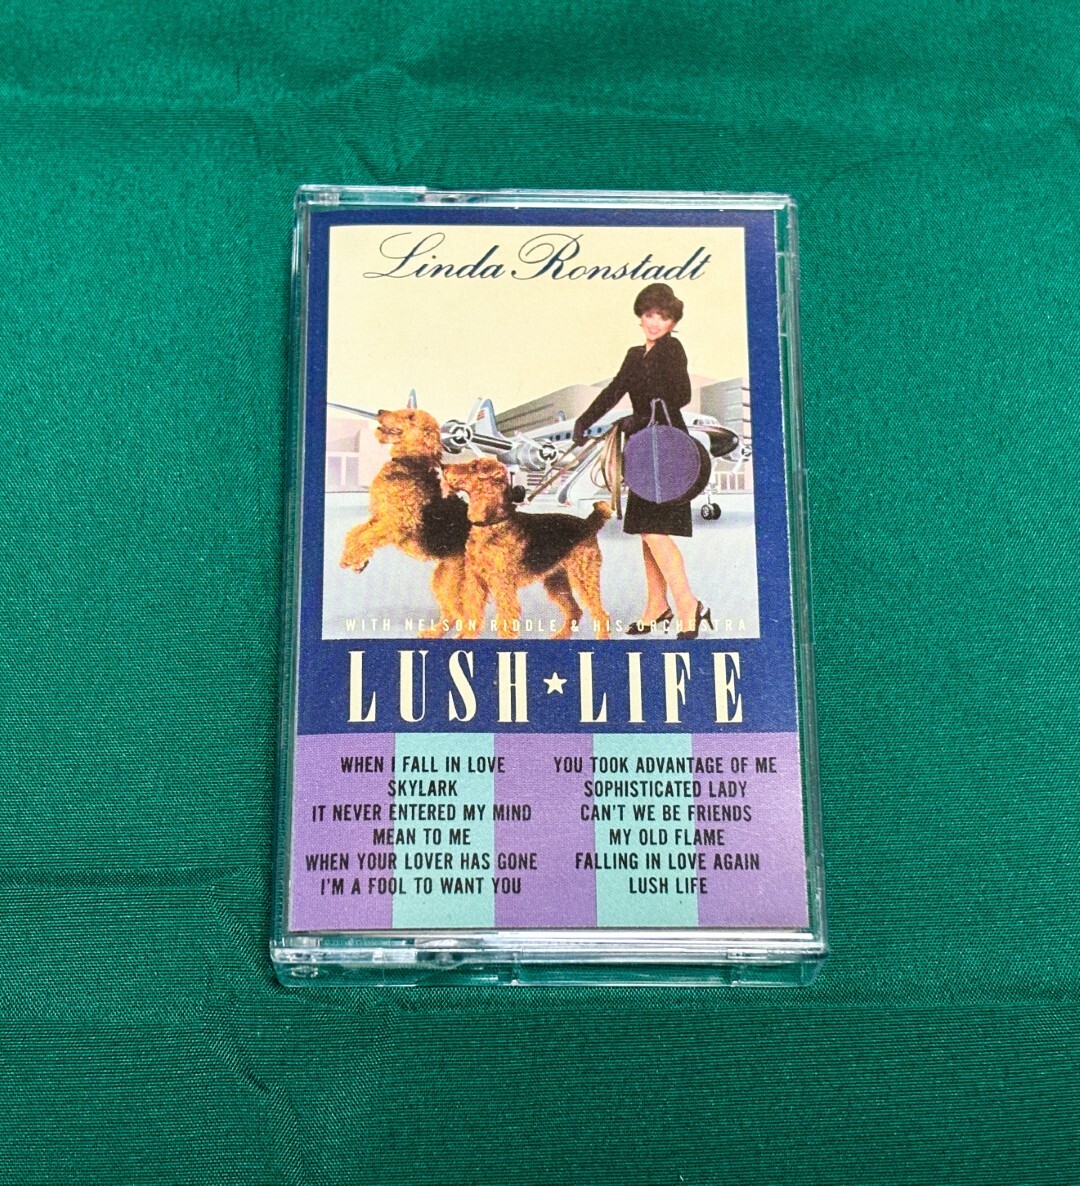 Linda Ronstadt
WITH NELSON RIDDLE & HIS ORCHESTRA
LUSH★LIFE
WHEN I FALL IN LOVE
SKYLARK
IT NEVER ENTERED MY MIND
MEAN TO ME
WHEN YOUR LOVER HAS GONE
I'M A FOOL TO WANT YOU
YOU TOOK ADVANTAGE OF ME
SOPHISTICATED LADY
CAN'T WE BE FRIENDS
MY OLD FLAME
FALLING IN LOVE AGAIN
LUSH LIFE